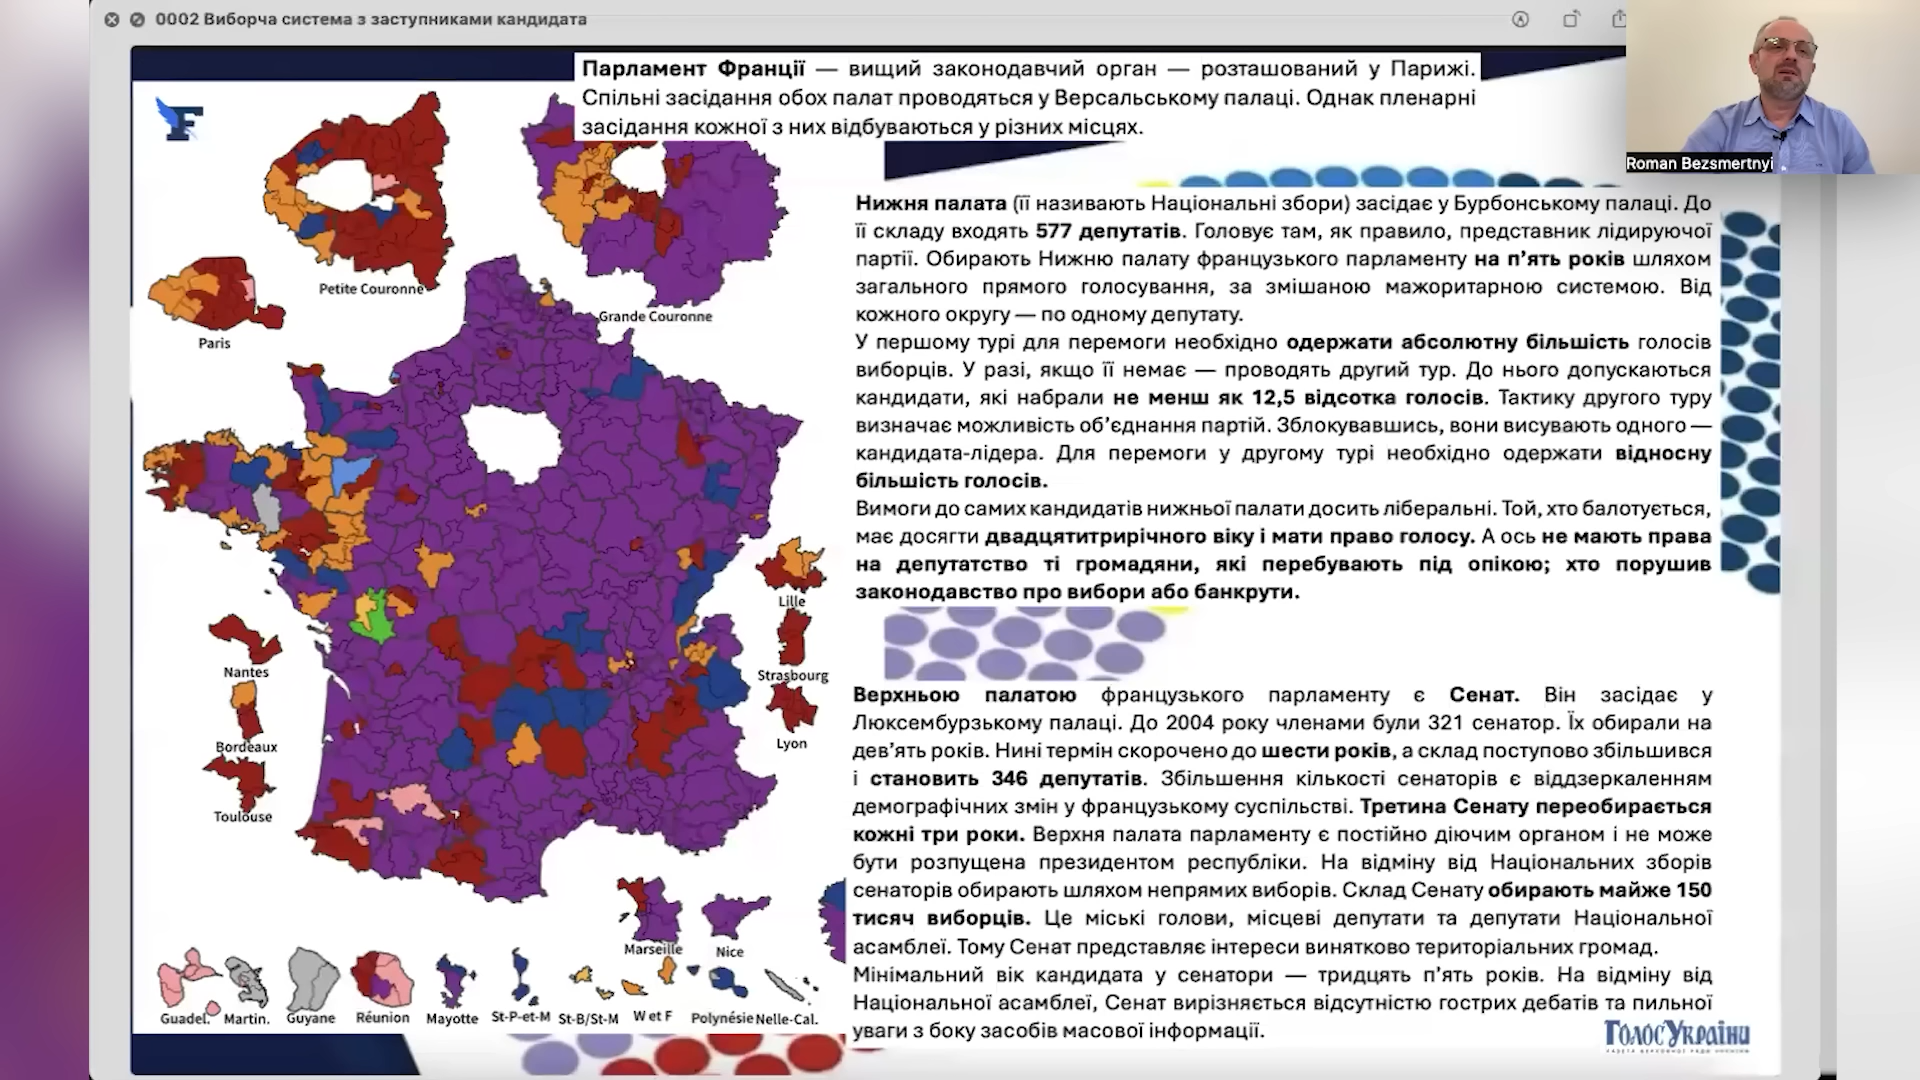 0002 Виборча система з заступниками кандидата
Roman Bezsmertnyi
Парламент Франції — вищий законодавчий орган — розташований у Парижі.
Спільні засідання обох палат проводяться у Версальському палаці. Однак пленарні
засідання кожної з них відбуваються у різних місцях.
F
Petite Couronne
Grande Couronne
Paris
Lille
Nantes
Strasbourg
Bordeaux
Lyon
Toulouse
Marseille
Nice
Guadel.
Martin.
Guyane
Réunion
Mayotte
St-P-et-M
St-B/St-M
W et F
Polynésie
Nelle-Cal.
Нижня палата (її називають Національні збори) засідає у Бурбонському палаці. До
її складу входять 577 депутатів. Головує там, як правило, представник лідируючої
партії. Обирають Нижню палату французького парламенту на п’ять років шляхом
загального прямого голосування, за змішаною мажоритарною системою. Від
кожного округу — по одному депутату.
У першому турі для перемоги необхідно одержати абсолютну більшість голосів
виборців. У разі, якщо її немає — проводять другий тур. До нього допускаються
кандидати, які набрали не менш як 12,5 відсотка голосів. Тактику другого туру
визначає можливість об’єднання партій. Зблокувавшись, вони висувають одного —
кандидата-лідера. Для перемоги у другому турі необхідно одержати відносну
більшість голосів.
Вимоги до самих кандидатів нижньої палати досить ліберальні. Той, хто балотується,
має досягти двадцятитрирічного віку і мати право голосу. А ось не мають права
на депутатство ті громадяни, які перебувають під опікою; хто порушив
законодавство про вибори або банкрути.
Верхньою палатою французького парламенту є Сенат. Він засідає у
Люксембурзькому палаці. До 2004 року членами були 321 сенатор. Їх обирали на
дев’ять років. Нині термін скорочено до шести років, а склад поступово збільшився
і становить 346 депутатів. Збільшення кількості сенаторів є віддзеркаленням
демографічних змін у французькому суспільстві. Третина Сенату переобирається
кожні три роки. Верхня палата парламенту є постійно діючим органом і не може
бути розпущена президентом республіки. На відміну від Національних зборів
сенаторів обирають шляхом непрямих виборів. Склад Сенату обирають майже 150
тисяч виборців. Це міські голови, місцеві депутати та депутати Національної
асамблеї. Тому Сенат представляє інтереси винятково територіальних громад.
Мінімальний вік кандидата у сенатори — тридцять п’ять років. На відміну від
Національної асамблеї, Сенат вирізняється відсутністю гострих дебатів та пильної
уваги з боку засобів масової інформації.
Голос України